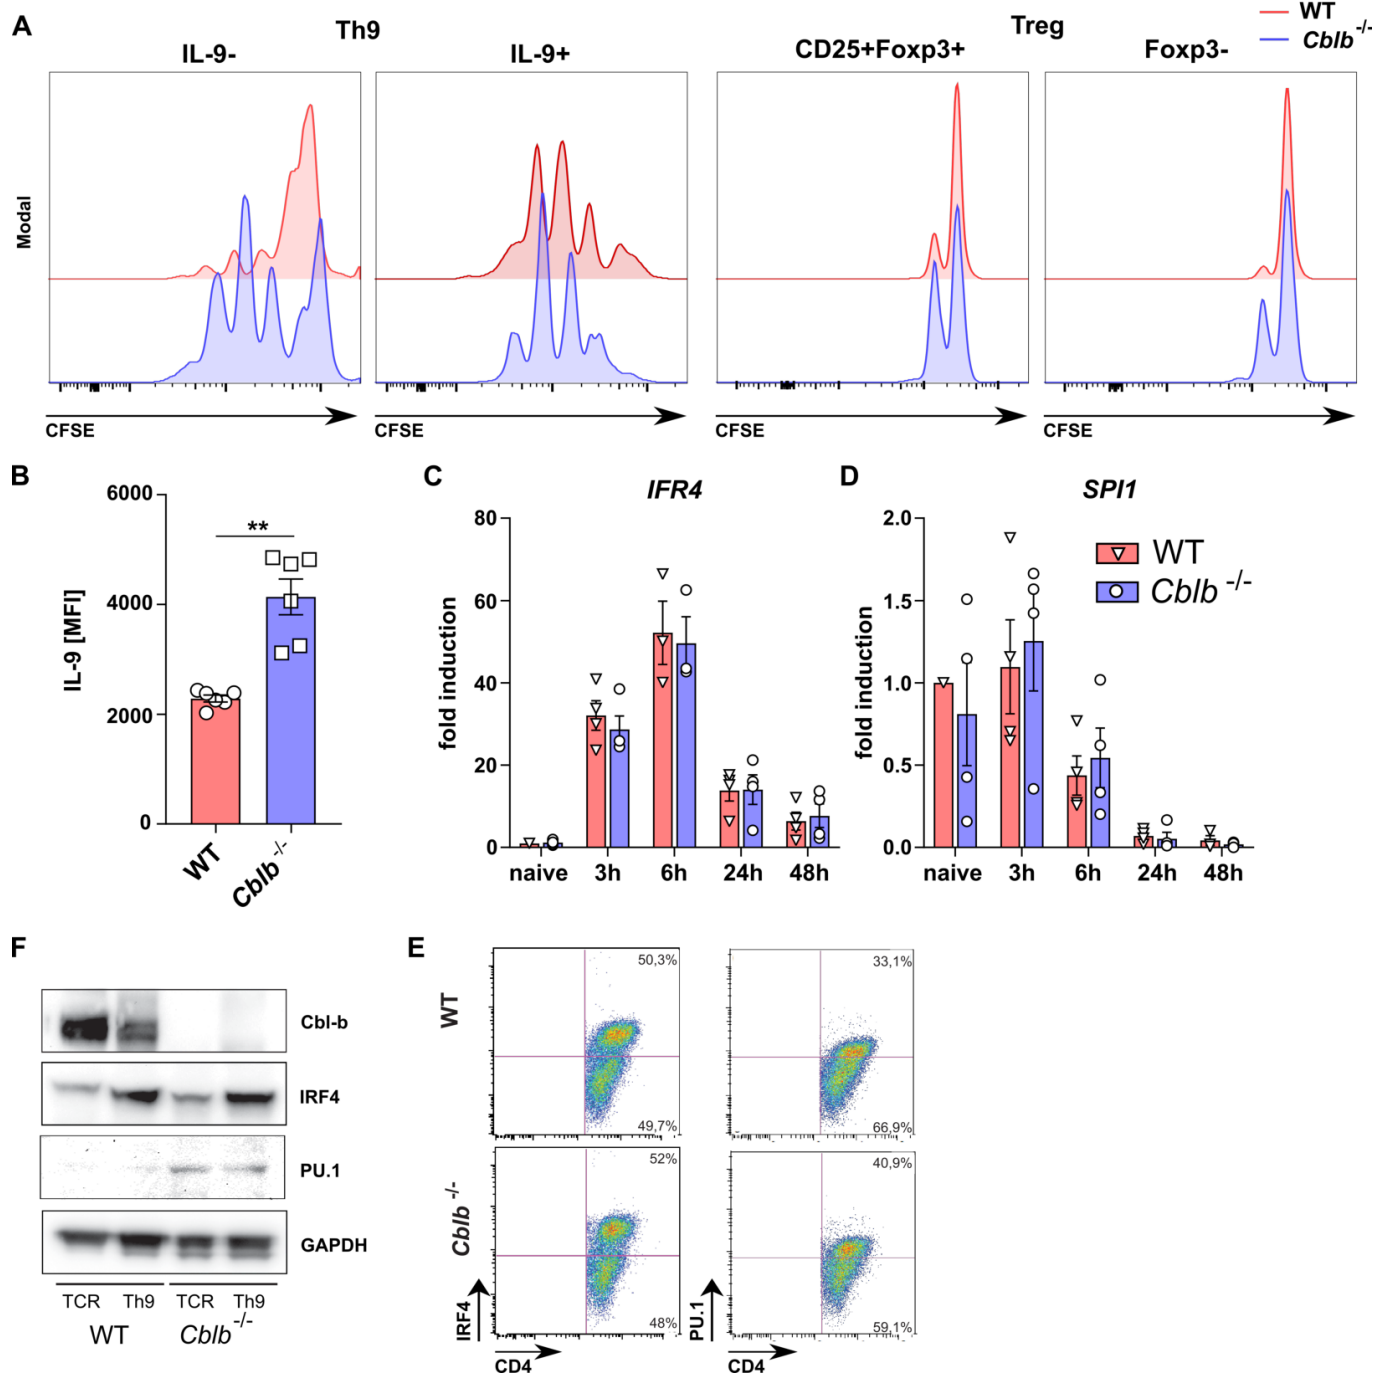 A
Th9
Treg
WT
Cblb -/-
IL-9-
IL-9+
CD25+Foxp3+
Foxp3-
Modal
CFSE
CFSE
CFSE
CFSE
B
6000
4000
2000
0
IL-9 [MFI]
**
WT
Cblb -/-
C
IFR4
80
60
40
20
0
fold induction
naive 3h 6h 24h 48h
D
SPI1
2.0
1.5
1.0
0.5
0.0
fold induction
WT
Cblb -/-
naive 3h 6h 24h 48h
F
Cbl-b
IRF4
PU.1
GAPDH
TCR Th9 TCR Th9
WT Cblb -/-
E
WT
50,3%
49,7%
33,1%
66,9%
Cblb -/-
52%
48%
40,9%
59,1%
IRF4
PU.1
CD4
CD4